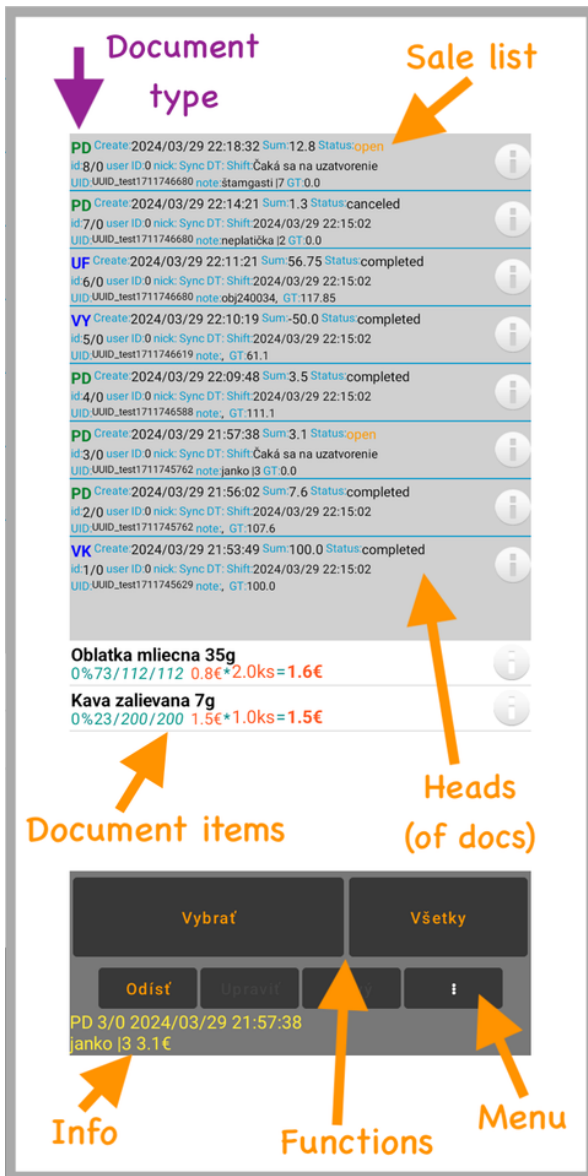 Document
type
Sale list
PD Create:2024/03/29 22:18:32 Sum:12.8 Status:open
id:8/0 user ID:0 nick: Sync DT: Shift:Čaká sa na uzatvorenie
UID:UUID_test1711746680 note:štamgasti |7 GT:0.0
PD Create:2024/03/29 22:14:21 Sum:1.3 Status:canceled
id:7/0 user ID:0 nick: Sync DT: Shift:2024/03/29 22:15:02
UID:UUID_test1711746680 note:neplatička |2 GT:0.0
UF Create:2024/03/29 22:11:21 Sum:56.75 Status:completed
id:6/0 user ID:0 nick: Sync DT: Shift:2024/03/29 22:15:02
UID:UUID_test1711746680 note:obj240034, GT:117.85
VY Create:2024/03/29 22:10:19 Sum:-50.0 Status:completed
id:5/0 user ID:0 nick: Sync DT: Shift:2024/03/29 22:15:02
UID:UUID_test1711746619 note:, GT:61.1
PD Create:2024/03/29 22:09:48 Sum:3.5 Status:completed
id:4/0 user ID:0 nick: Sync DT: Shift:2024/03/29 22:15:02
UID:UUID_test1711746588 note:, GT:111.1
PD Create:2024/03/29 21:57:38 Sum:3.1 Status:open
id:3/0 user ID:0 nick: Sync DT: Shift:Čaká sa na uzatvorenie
UID:UUID_test1711745762 note:janko |3 GT:0.0
PD Create:2024/03/29 21:56:02 Sum:7.6 Status:completed
id:2/0 user ID:0 nick: Sync DT: Shift:2024/03/29 22:15:02
UID:UUID_test1711745762 note:, GT:107.6
VK Create:2024/03/29 21:53:49 Sum:100.0 Status:completed
id:1/0 user ID:0 nick: Sync DT: Shift:2024/03/29 22:15:02
UID:UUID_test1711745629 note:, GT:100.0
Oblatka mliecna 35g
0%73/112/112 0.8€*2.0ks=1.6€
Kava zalievana 7g
0%23/200/200 1.5€*1.0ks=1.5€
Heads
(of docs)
Document items
Vybrať Všetky
Odísť Upraviť
PD 3/0 2024/03/29 21:57:38
janko |3 3.1€
Info
Functions
Menu